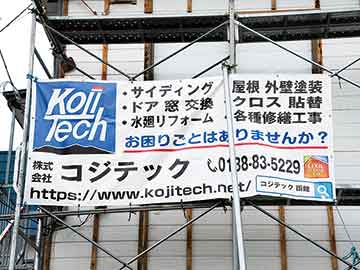 Koji Tech
・サイディング
・ドア 窓 交換
・水廻リフォーム
屋根 外壁塗装
クロス 貼替
各種修繕工事
お困りごとはありませんか?
株式会社 コジテック
0138-83-5229
https://www.kojitech.net/
コジテック 函館